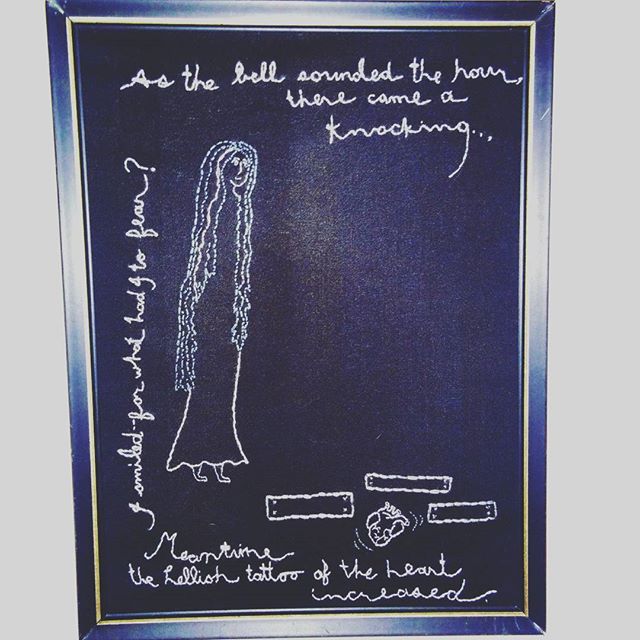 As the bell sounded the hour,
there came a
knocking...
I smiled-for what had I to fear?
Meantime
the hellish tattoo of the heart
increased.